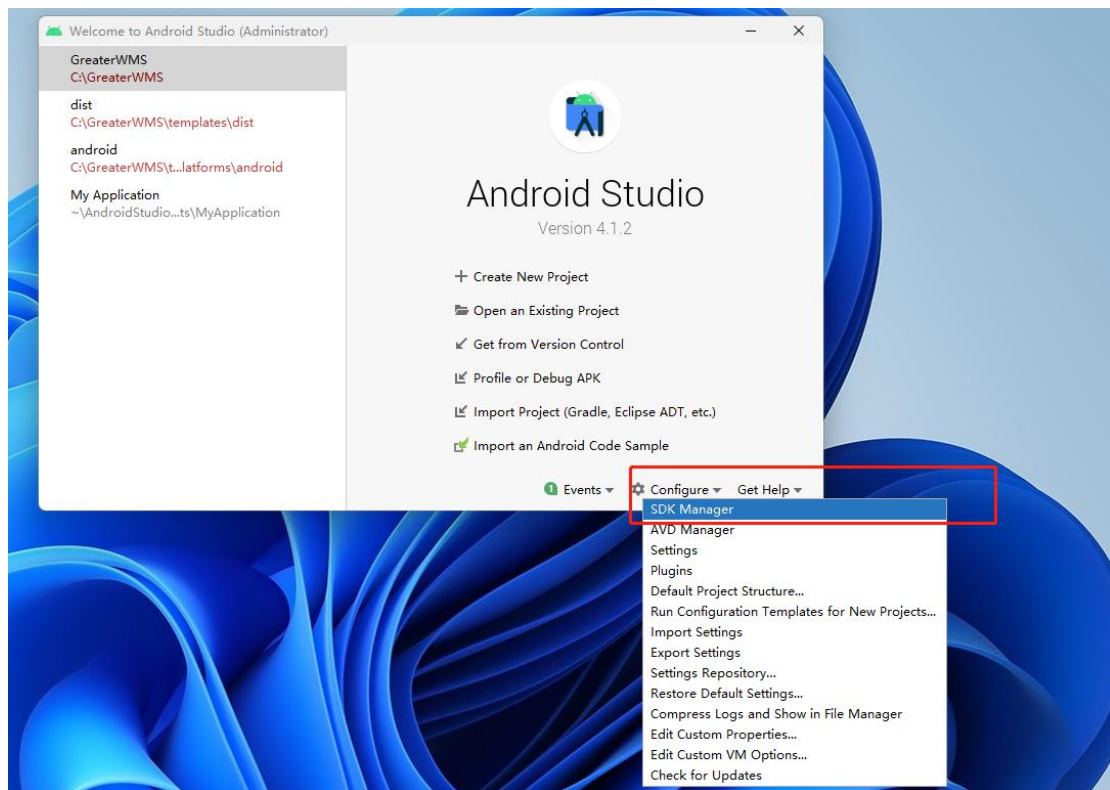 Welcome to Android Studio (Administrator)
GreaterWMS
C:\GreaterWMS
dist
C:\GreaterWMS\templates\dist
android
C:\GreaterWMS\t...latforms\android
My Application
~\AndroidStudio...ts\MyApplication
Android Studio
Version 4.1.2
Create New Project
Open an Existing Project
Get from Version Control
Profile or Debug APK
Import Project (Gradle, Eclipse ADT, etc.)
Import an Android Code Sample
1 Events Configure Get Help
SDK Manager
AVD Manager
Settings
Plugins
Default Project Structure...
Run Configuration Templates for New Projects...
Import Settings
Export Settings
Settings Repository...
Restore Default Settings...
Compress Logs and Show in File Manager
Edit Custom Properties...
Edit Custom VM Options...
Check for Updates